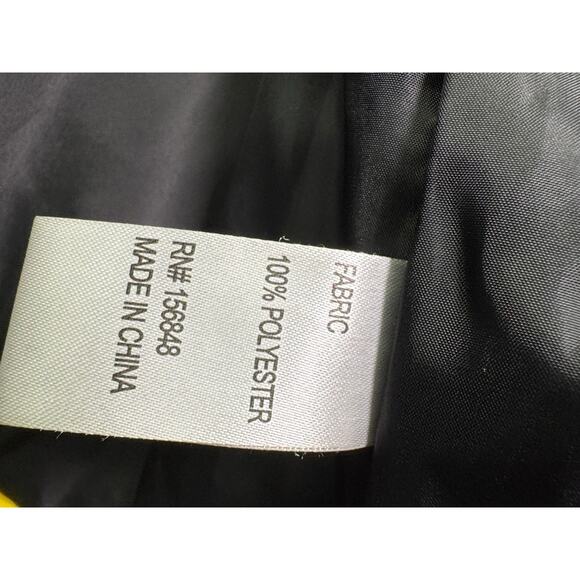 FABRIC
100% POLYESTER
RN# 156848
MADE IN CHINA